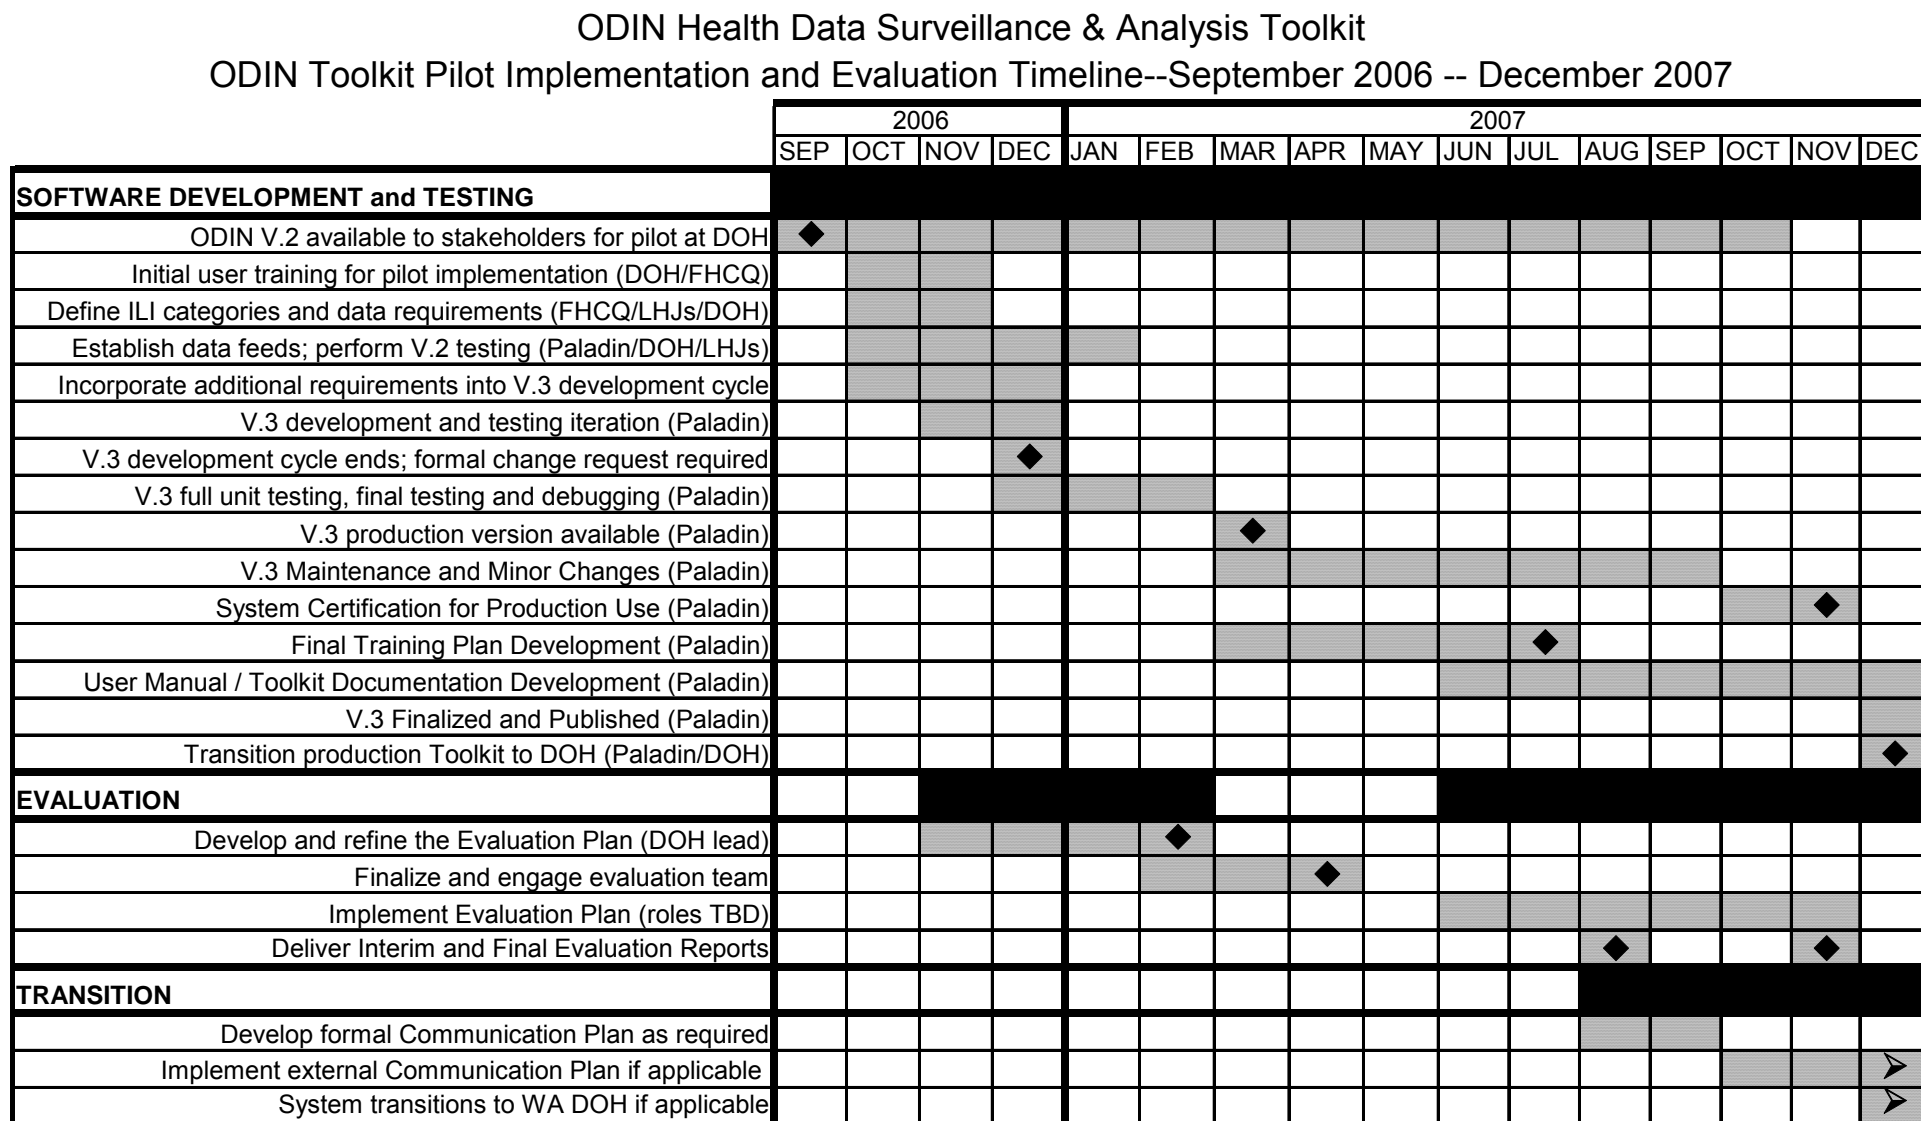 ODIN Health Data Surveillance & Analysis Toolkit
ODIN Toolkit Pilot Implementation and Evaluation Timeline--September 2006 -- December 2007
2006 2007
SEP OCT NOV DEC JAN FEB MAR APR MAY JUN JUL AUG SEP OCT NOV DEC
SOFTWARE DEVELOPMENT and TESTING
ODIN V.2 available to stakeholders for pilot at DOH
Initial user training for pilot implementation (DOH/FHCQ)
Define ILI categories and data requirements (FHCQ/LHJs/DOH)
Establish data feeds; perform V.2 testing (Paladin/DOH/LHJs)
Incorporate additional requirements into V.3 development cycle
V.3 development and testing iteration (Paladin)
V.3 development cycle ends; formal change request required
V.3 full unit testing, final testing and debugging (Paladin)
V.3 production version available (Paladin)
V.3 Maintenance and Minor Changes (Paladin)
System Certification for Production Use (Paladin)
Final Training Plan Development (Paladin)
User Manual / Toolkit Documentation Development (Paladin)
V.3 Finalized and Published (Paladin)
Transition production Toolkit to DOH (Paladin/DOH)
EVALUATION
Develop and refine the Evaluation Plan (DOH lead)
Finalize and engage evaluation team
Implement Evaluation Plan (roles TBD)
Deliver Interim and Final Evaluation Reports
TRANSITION
Develop formal Communication Plan as required
Implement external Communication Plan if applicable
System transitions to WA DOH if applicable